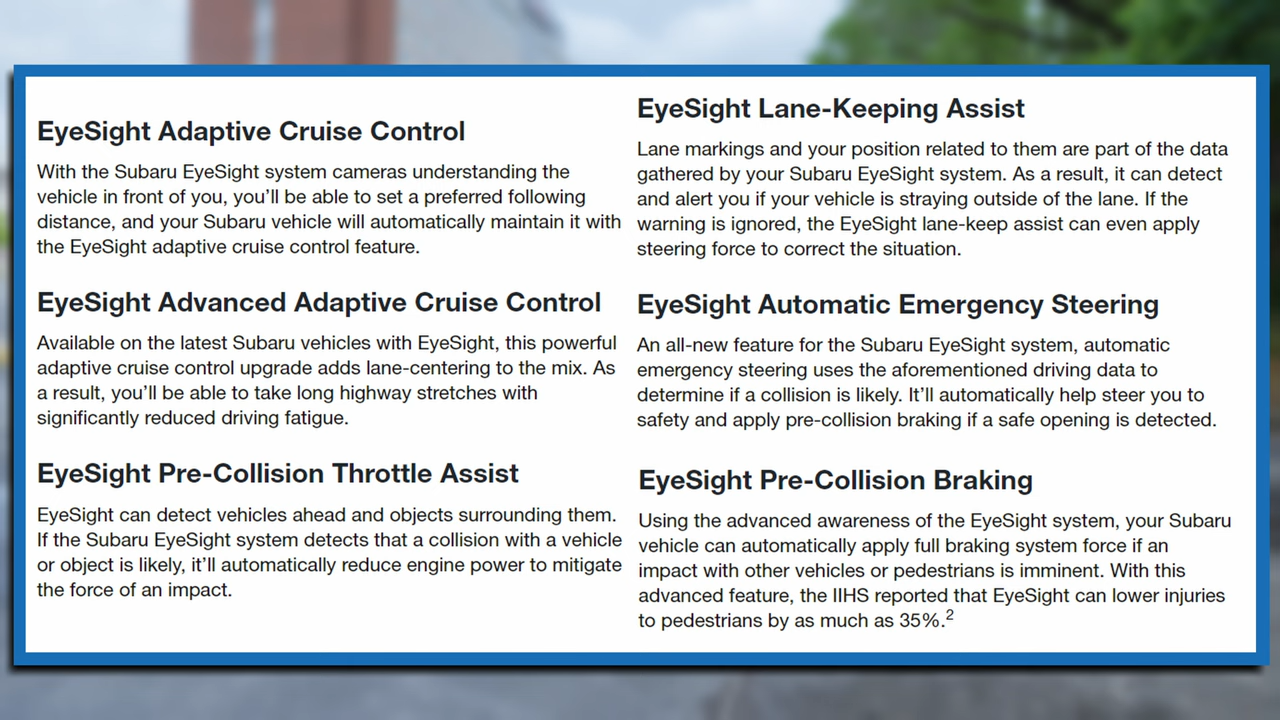 EyeSight Adaptive Cruise Control
With the Subaru EyeSight system cameras understanding the
vehicle in front of you, you’ll be able to set a preferred following
distance, and your Subaru vehicle will automatically maintain it with
the EyeSight adaptive cruise control feature.
EyeSight Advanced Adaptive Cruise Control
Available on the latest Subaru vehicles with EyeSight, this powerful
adaptive cruise control upgrade adds lane-centering to the mix. As
a result, you’ll be able to take long highway stretches with
significantly reduced driving fatigue.
EyeSight Pre-Collision Throttle Assist
EyeSight can detect vehicles ahead and objects surrounding them.
If the Subaru EyeSight system detects that a collision with a vehicle
or object is likely, it’ll automatically reduce engine power to mitigate
the force of an impact.
EyeSight Lane-Keeping Assist
Lane markings and your position related to them are part of the data
gathered by your Subaru EyeSight system. As a result, it can detect
and alert you if your vehicle is straying outside of the lane. If the
warning is ignored, the EyeSight lane-keep assist can even apply
steering force to correct the situation.
EyeSight Automatic Emergency Steering
An all-new feature for the Subaru EyeSight system, automatic
emergency steering uses the aforementioned driving data to
determine if a collision is likely. It’ll automatically help steer you to
safety and apply pre-collision braking if a safe opening is detected.
EyeSight Pre-Collision Braking
Using the advanced awareness of the EyeSight system, your Subaru
vehicle can automatically apply full braking system force if an
impact with other vehicles or pedestrians is imminent. With this
advanced feature, the IIHS reported that EyeSight can lower injuries
to pedestrians by as much as 35%.²